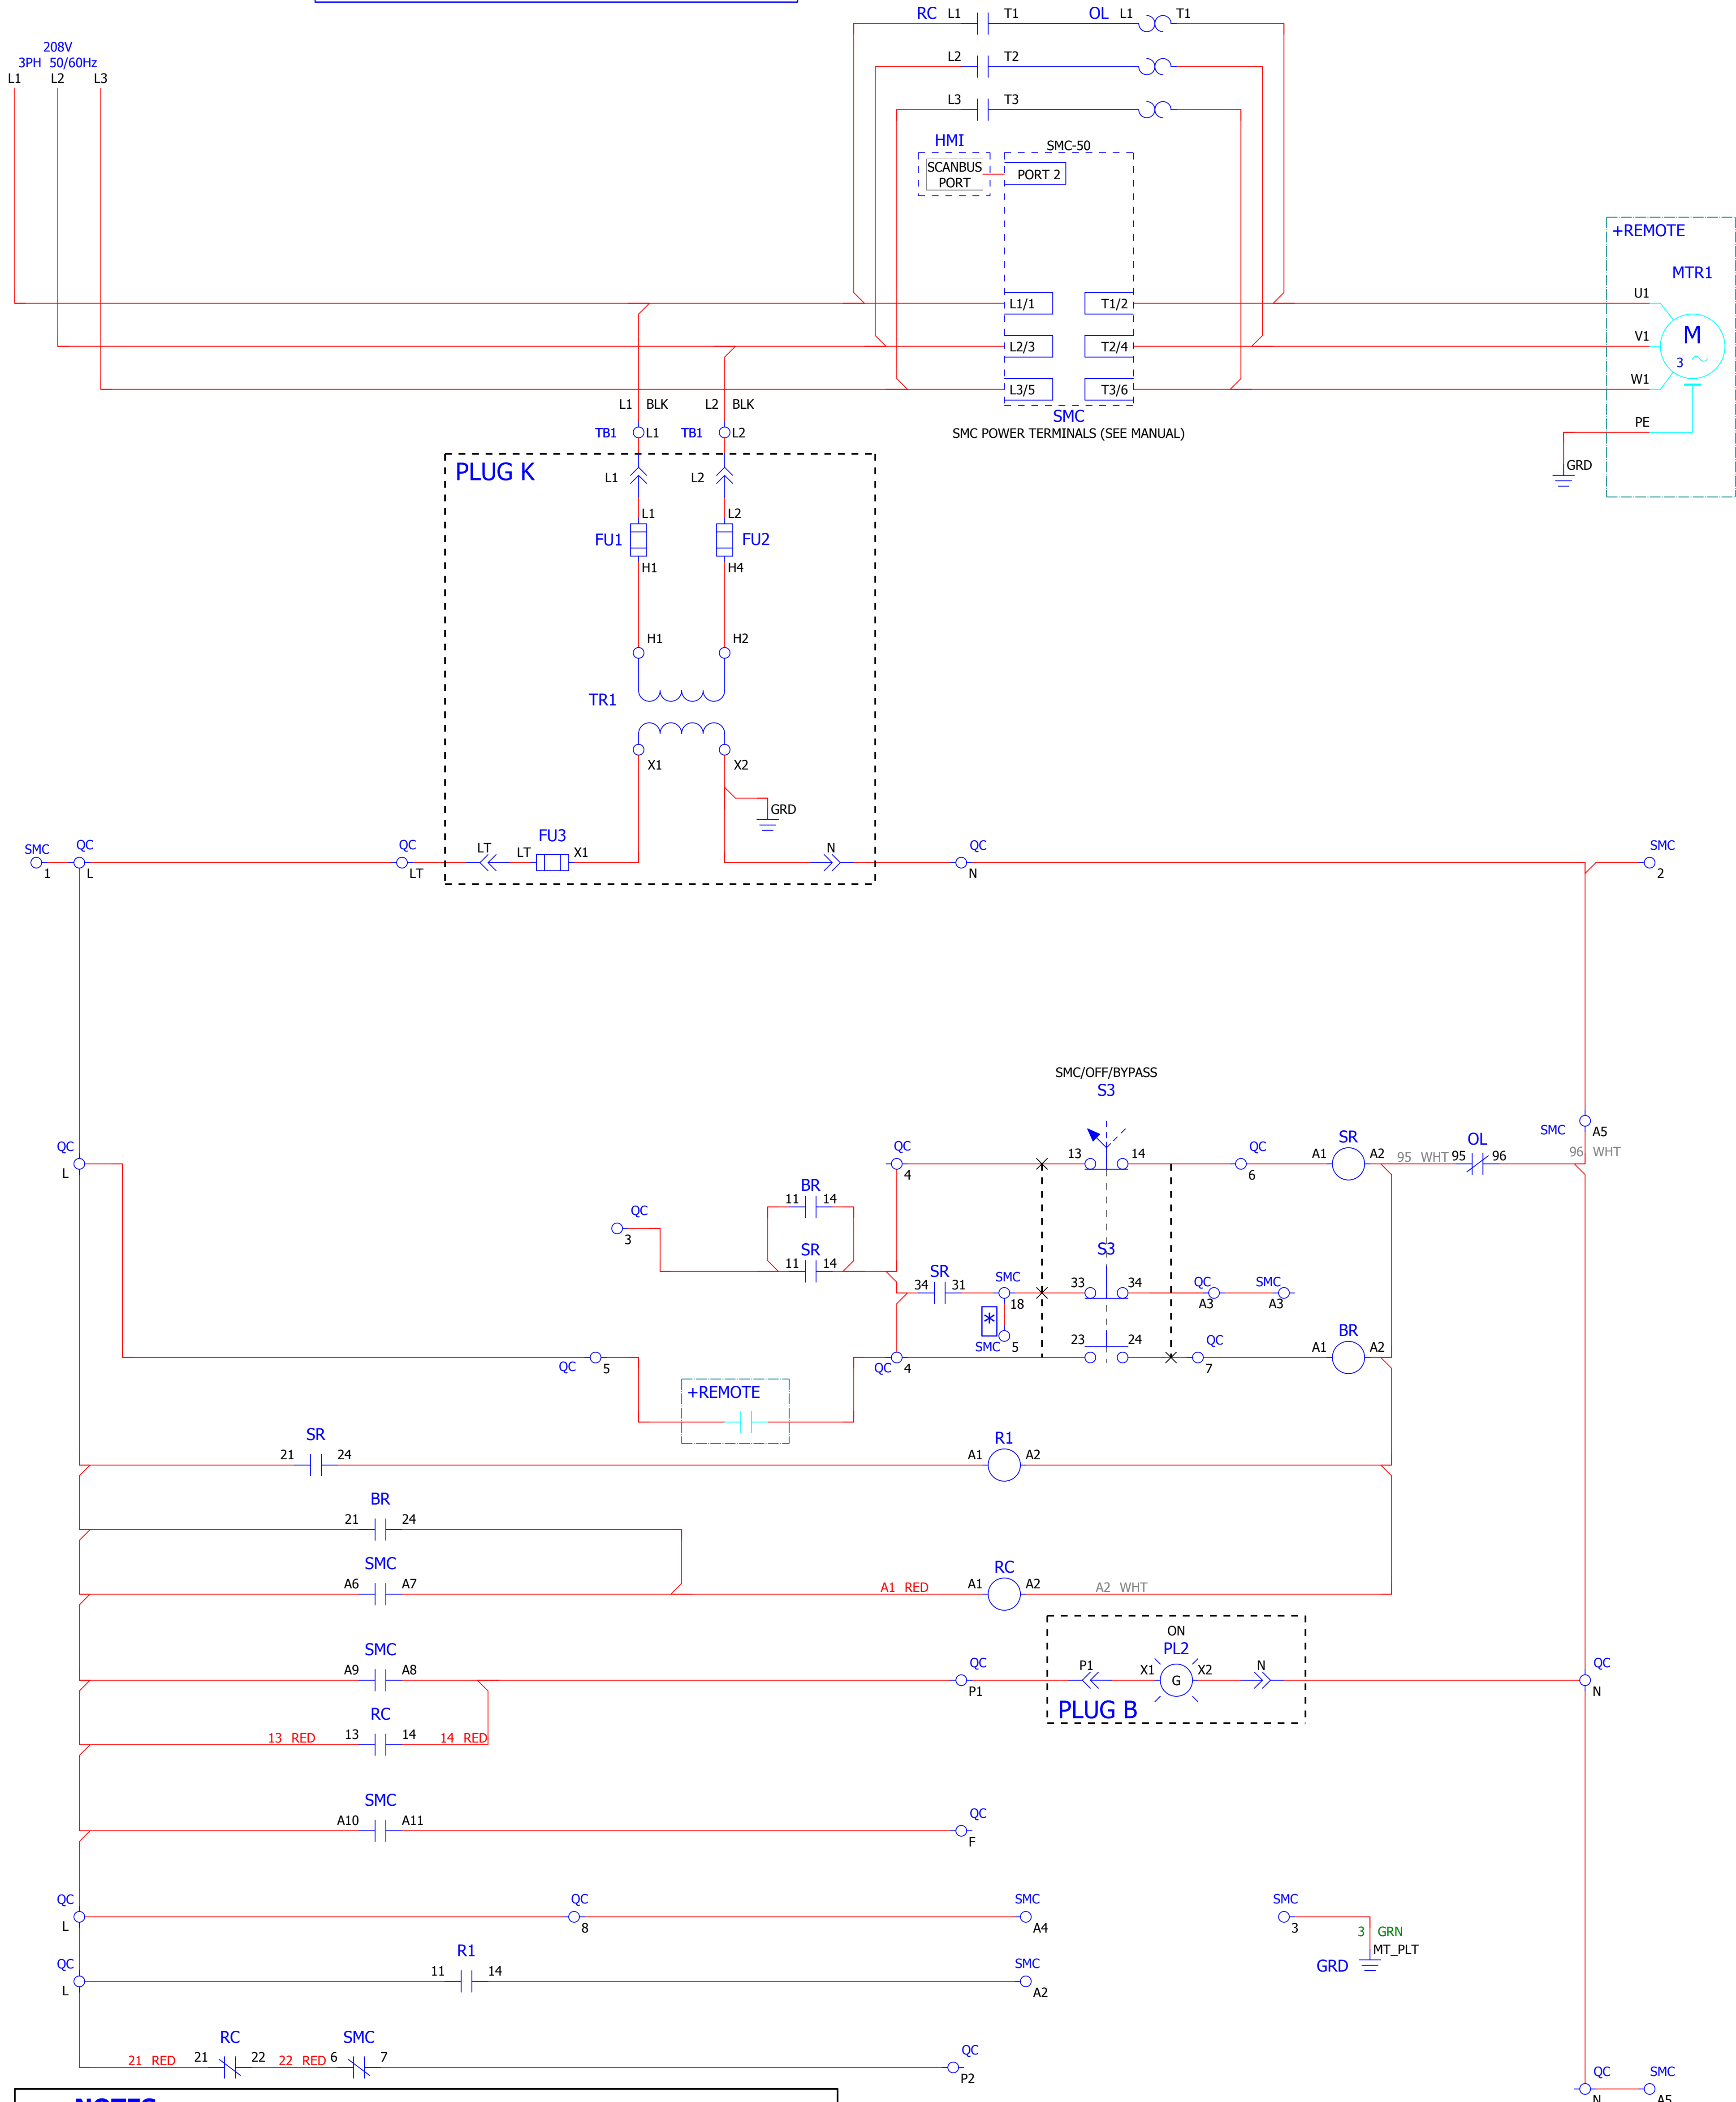 RC L1 T1 OL L1 T1
208V
3PH 50/60Hz
L1 L2 L3
L2 T2
L3 T3
HMI
SCANBUS
PORT
SMC-50
PORT 2
+REMOTE
MTR1
L1/1 T1/2 U1
L2/3 T2/4 V1
M
3
L3/5 T3/6 W1
SMC
SMC POWER TERMINALS (SEE MANUAL)
PE
GRD
L1 BLK L2 BLK
TB1 L1 TB1 L2
PLUG K
L1 L2
L1 L2
FU1 FU2
H1 H4
H1 H2
TR1
X1 X2
GRD
SMC QC QC FU3 QC SMC
LT LT X1 N
1 L LT N 2
SMC/OFF/BYPASS
S3
SMC A5
QC QC 13 14 QC SR OL
A1 A2 95 WHT 95 96 96 WHT
L 4 6
BR
11 14
QC
3
SR
11 14
S3
SR
34 31
SMC
18
33 34
QC SMC
A3 A3
*
SMC 5
23 24
QC
7
BR
A1 A2
QC 5
QC 4
+REMOTE
SR
21 24
R1
A1 A2
BR
21 24
SMC
A6 A7
A1 RED
RC
A1 A2
A2 WHT
ON
PL2
SMC
A9 A8
QC
P1
P1 X1 G X2 N
PLUG B
QC
N
RC
13 RED 13 14 14 RED
SMC
A10 A11
QC
F
QC QC SMC SMC
L 8 A4 3
3 GRN
MT_PLT
GRD
QC R1 SMC
11 14
L A2
RC SMC
21 RED 21 22 22 RED 6 7
QC
P2
QC SMC
N A5
NOTES